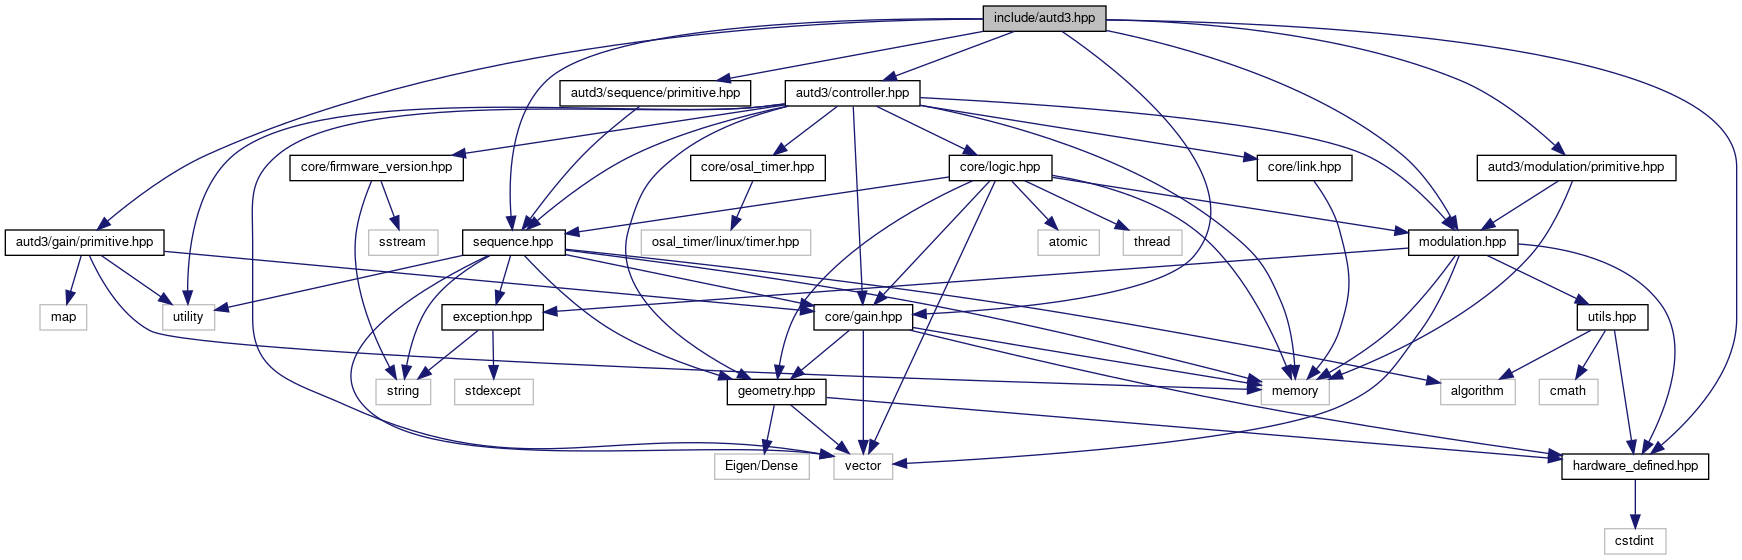 include/autd3.hpp
autd3/sequence/primitive.hpp
autd3/controller.hpp
core/firmware_version.hpp
core/osal_timer.hpp
core/logic.hpp
core/link.hpp
autd3/modulation/primitive.hpp
autd3/gain/primitive.hpp
sstream
sequence.hpp
osal_timer/linux/timer.hpp
atomic
thread
modulation.hpp
map
utility
exception.hpp
core/gain.hpp
utils.hpp
string
stdexcept
geometry.hpp
memory
algorithm
cmath
Eigen/Dense
vector
hardware_defined.hpp
cstdint